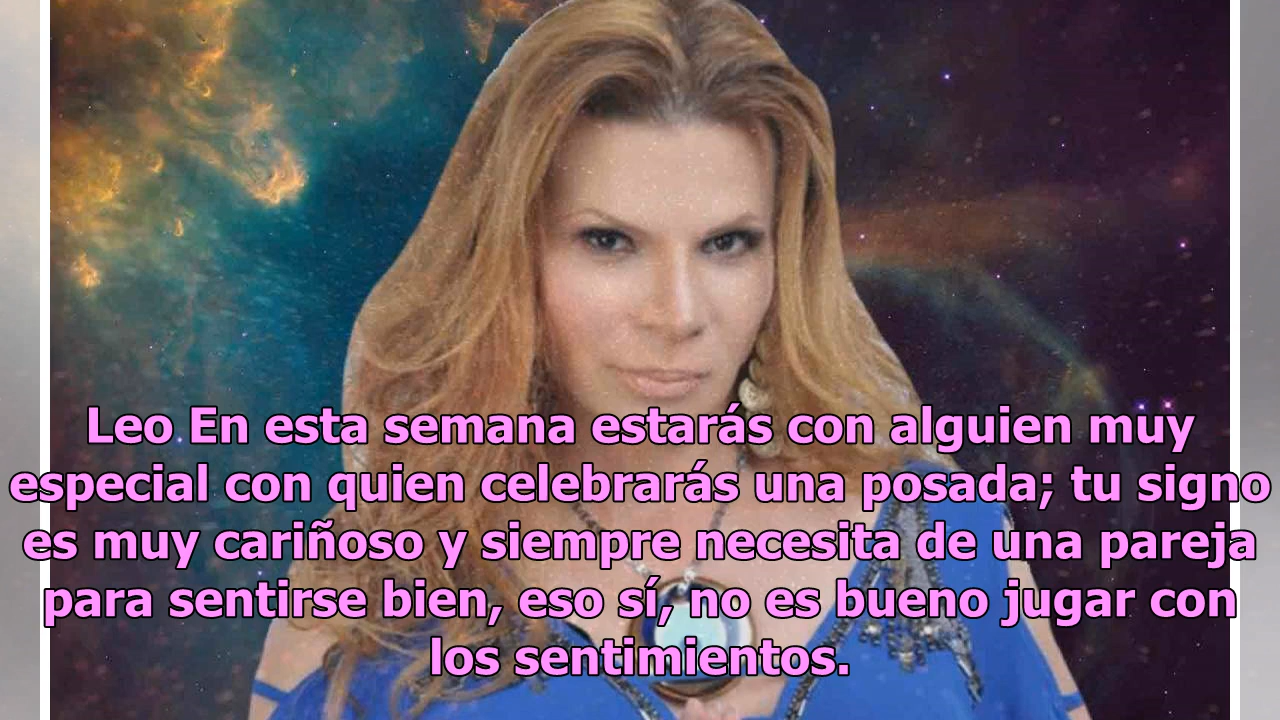 Leo En esta semana estarás con alguien muy
especial con quien celebrarás una posada; tu signo
es muy cariñoso y siempre necesita de una pareja
para sentirse bien, eso sí, no es bueno jugar con
los sentimientos.